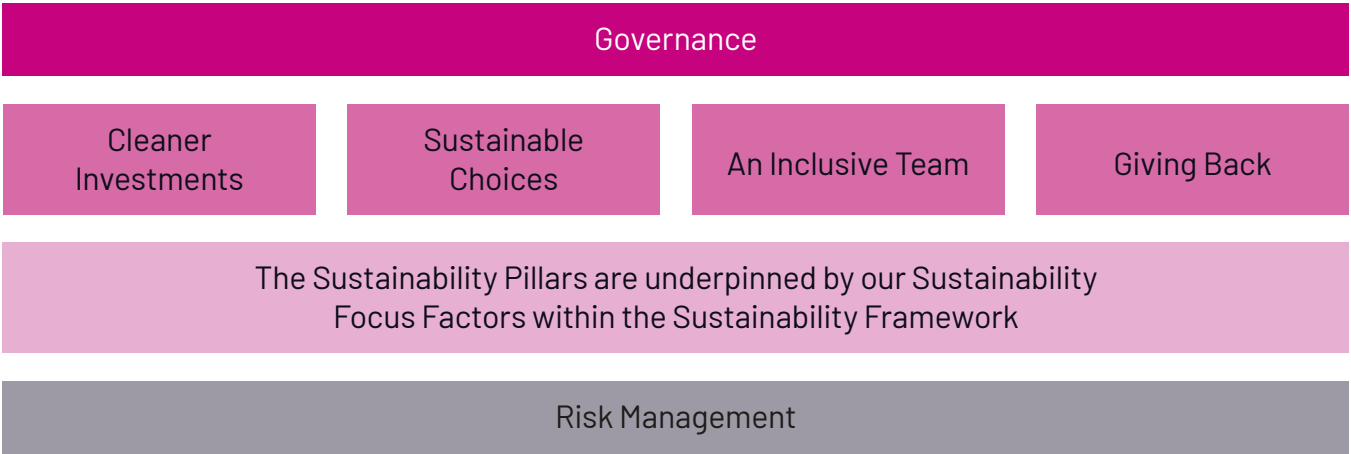 Governance
Cleaner
Investments
Sustainable
Choices
An Inclusive Team
Giving Back
The Sustainability Pillars are underpinned by our Sustainability
Focus Factors within the Sustainability Framework
Risk Management